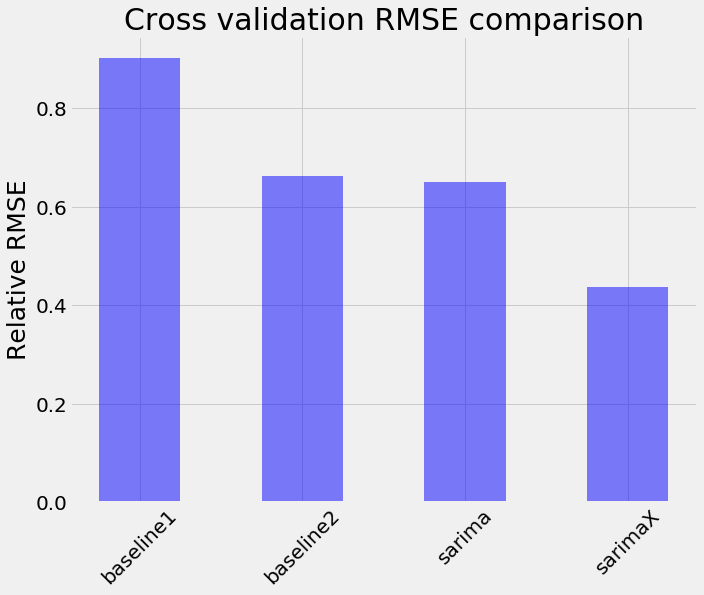 Cross validation RMSE comparison
Relative RMSE
0.8
0.6
0.4
0.2
0.0
baseline1
baseline2
sarima
sarimaX